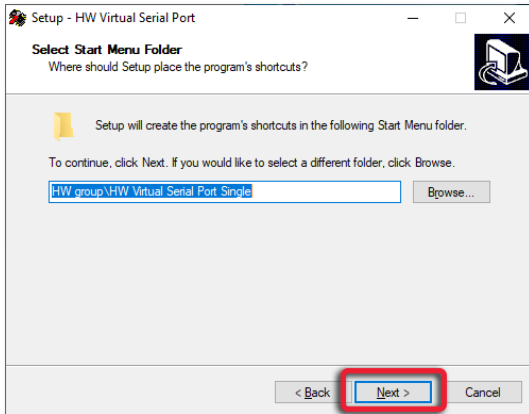 Setup - HW Virtual Serial Port
Select Start Menu Folder
Where should Setup place the program's shortcuts?
Setup will create the program's shortcuts in the following Start Menu folder.
To continue, click Next. If you would like to select a different folder, click Browse.
HW group\HW Virtual Serial Port Single
Browse...
< Back
Next >
Cancel